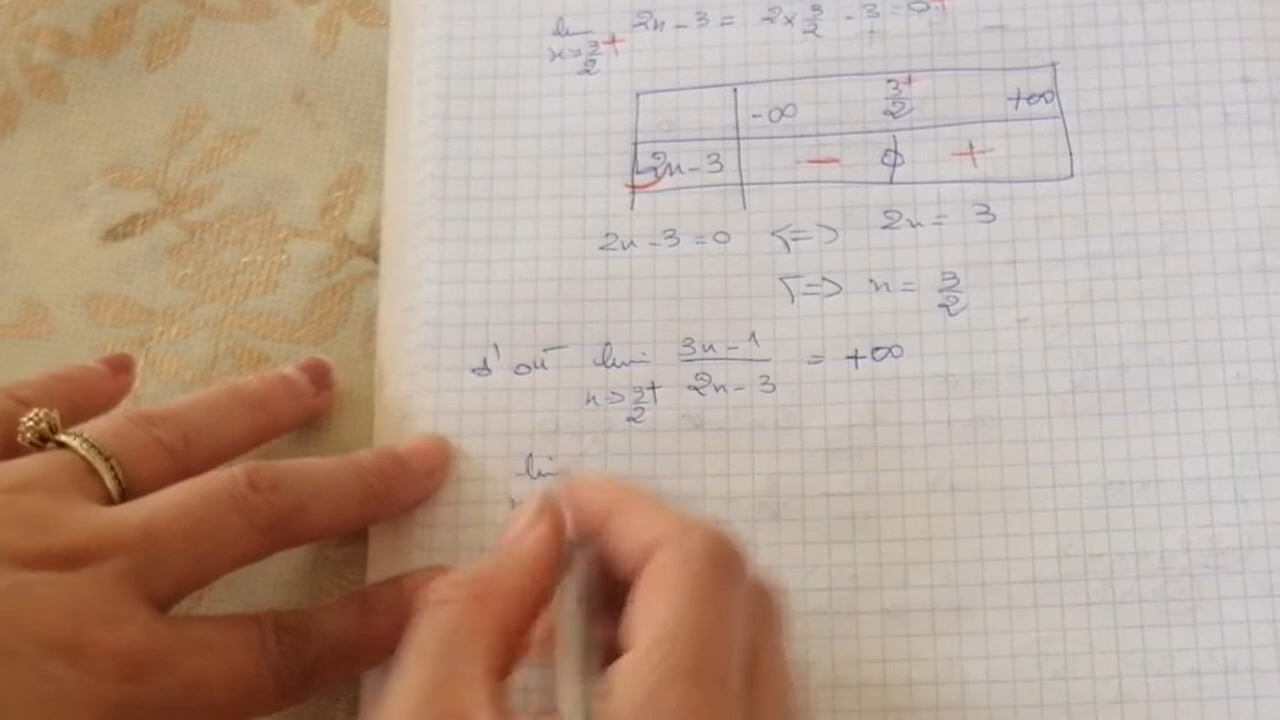 lim 2x - 3 = 2 × 3/2 - 3 = 0+
x→3/2+
-∞ 3/2+ +∞
2x - 3 - 0 +
2x - 3 = 0 <=> 2x = 3
<=> x = 3/2
d'où lim 3x - 1 / 2x - 3 = +∞
x→3/2+
lim